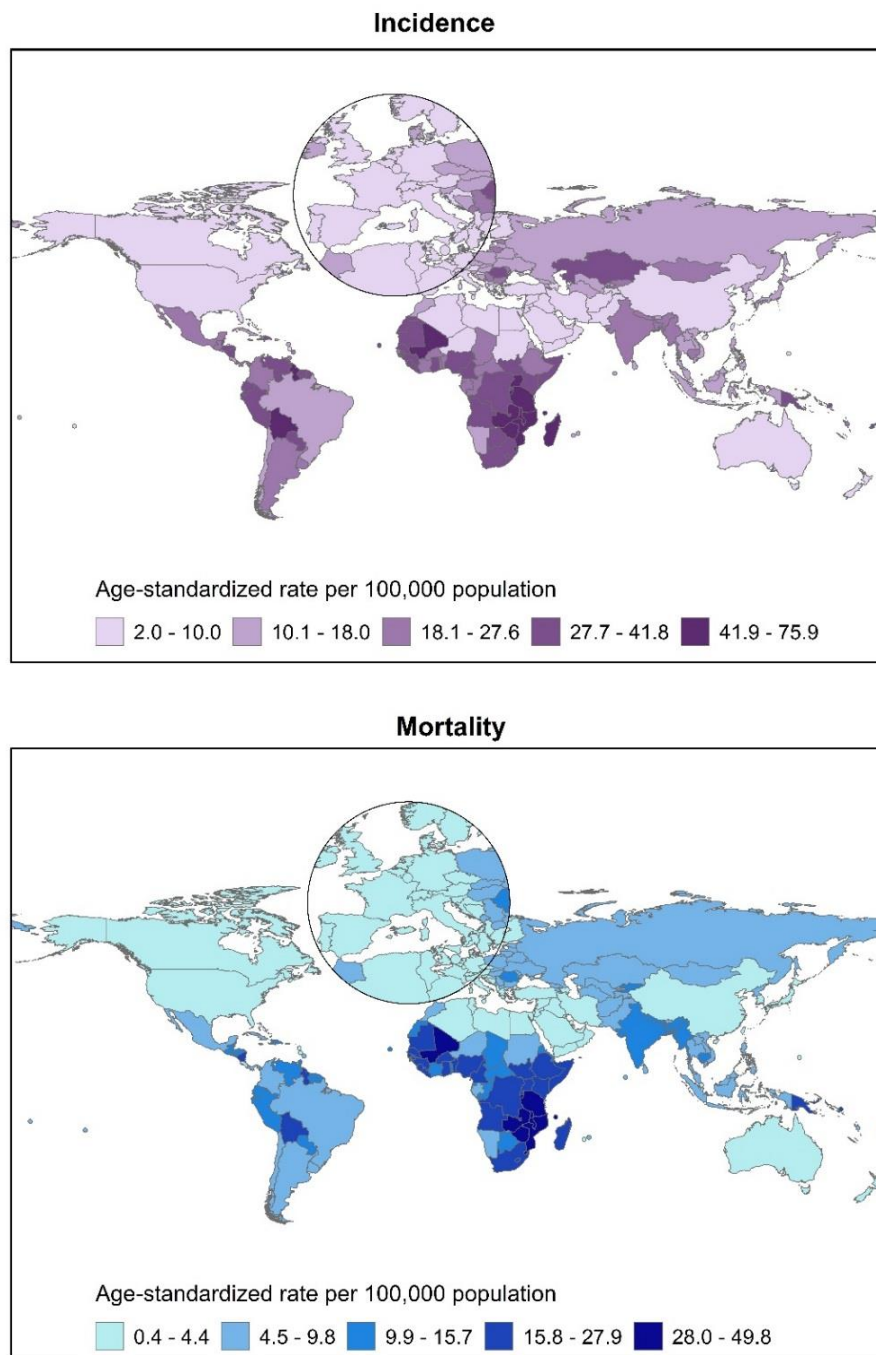 Incidence
Age-standardized rate per 100,000 population
2.0 - 10.0 10.1 - 18.0 18.1 - 27.6 27.7 - 41.8 41.9 - 75.9
Mortality
Age-standardized rate per 100,000 population
0.4 - 4.4 4.5 - 9.8 9.9 - 15.7 15.8 - 27.9 28.0 - 49.8